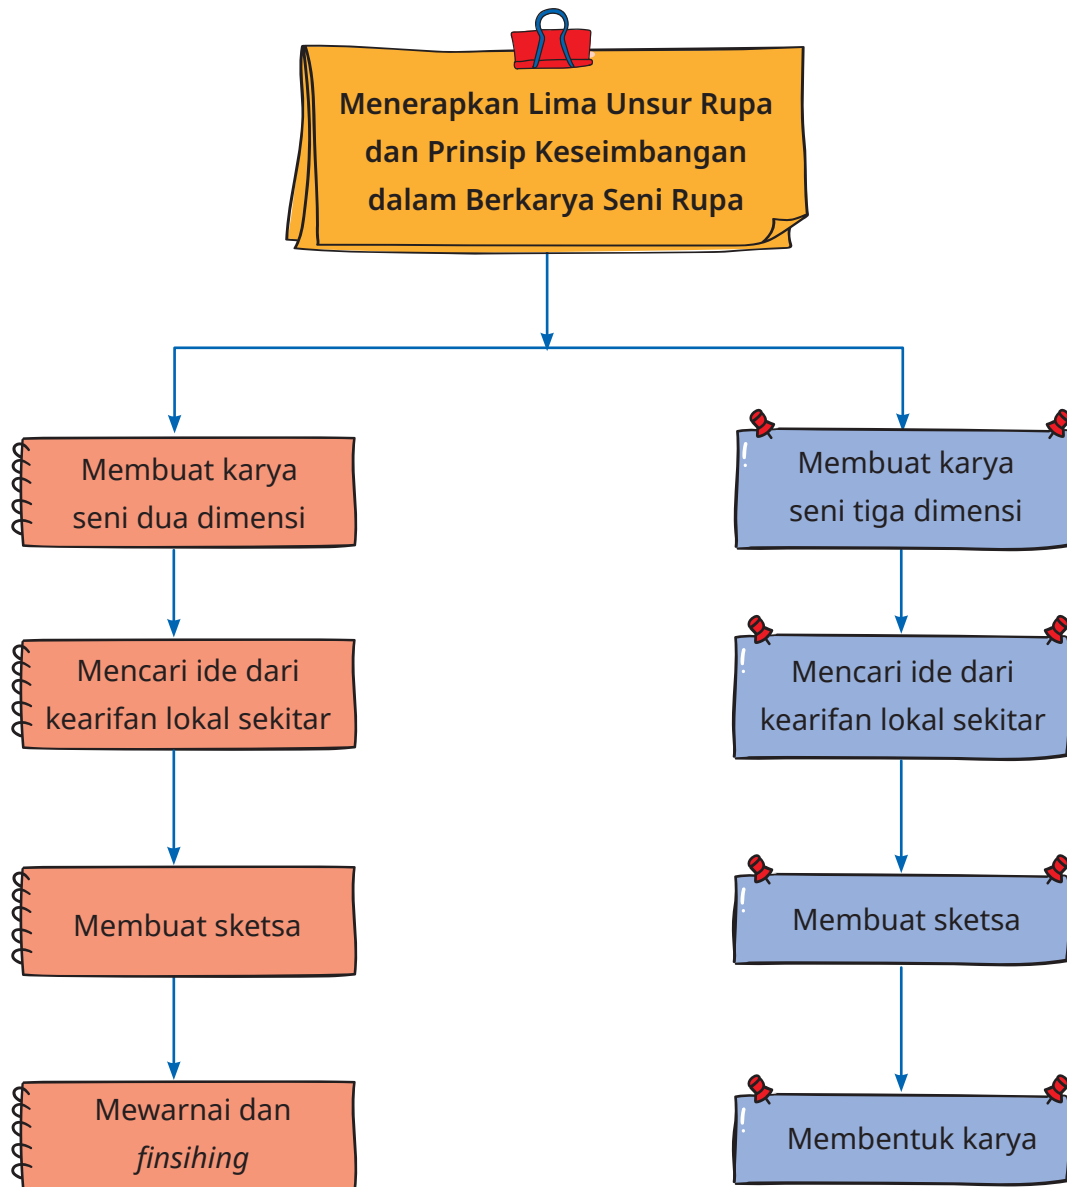 Menerapkan Lima Unsur Rupa
dan Prinsip Keseimbangan
dalam Berkarya Seni Rupa
Membuat karya
seni dua dimensi
Mencari ide dari
kearifan lokal sekitar
Membuat sketsa
Mewarnai dan
finsihing
Membuat karya
seni tiga dimensi
Mencari ide dari
kearifan lokal sekitar
Membuat sketsa
Membentuk karya